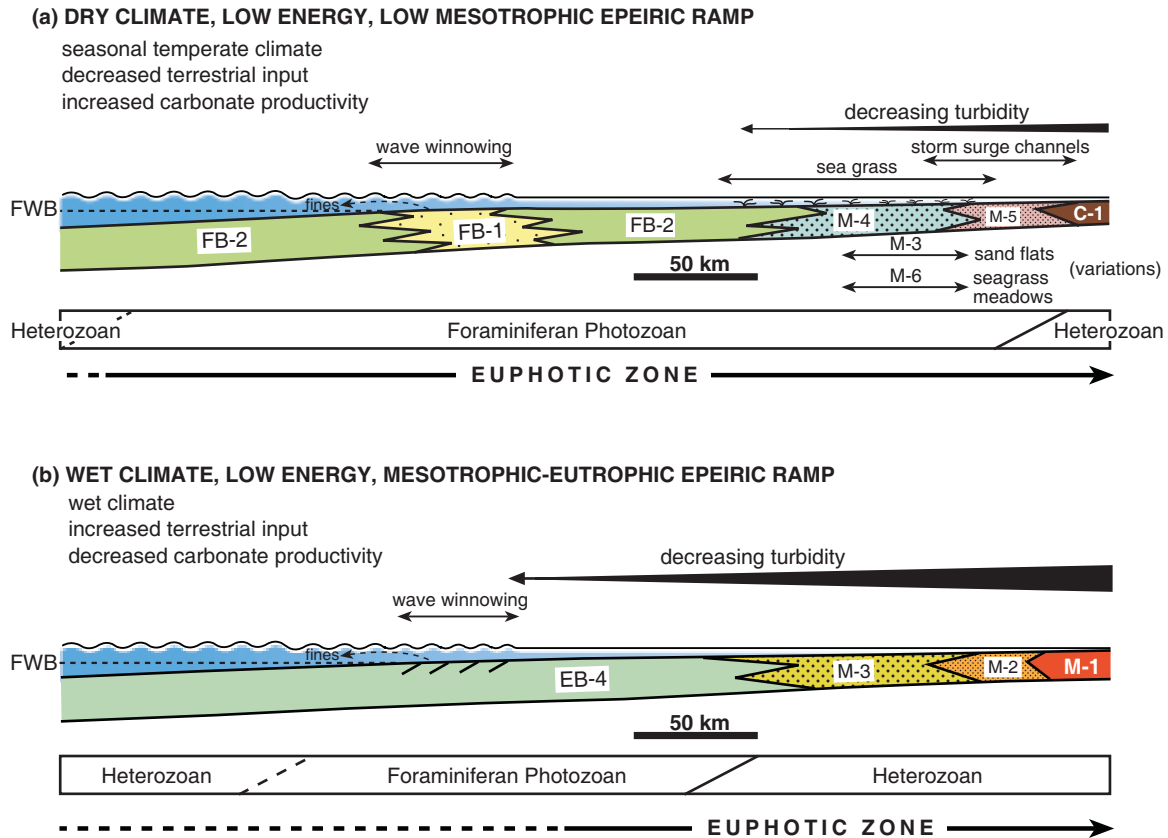 (a) DRY CLIMATE, LOW ENERGY, LOW MESOTROPHIC EPEIRIC RAMP
seasonal temperate climate
decreased terrestrial input
increased carbonate productivity
decreasing turbidity
wave winnowing
storm surge channels
sea grass
FWB
fines
FB-2
FB-1
FB-2
M-4
M-5
C-1
50 km
M-3
sand flats
(variations)
M-6
seagrass
meadows
Heterozoan
Foraminiferan Photozoan
Heterozoan
EUPHOTIC ZONE
(b) WET CLIMATE, LOW ENERGY, MESOTROPHIC-EUTROPHIC EPEIRIC RAMP
wet climate
increased terrestrial input
decreased carbonate productivity
decreasing turbidity
wave winnowing
FWB
fines
EB-4
M-3
M-2
M-1
50 km
Heterozoan
Foraminiferan Photozoan
Heterozoan
EUPHOTIC ZONE